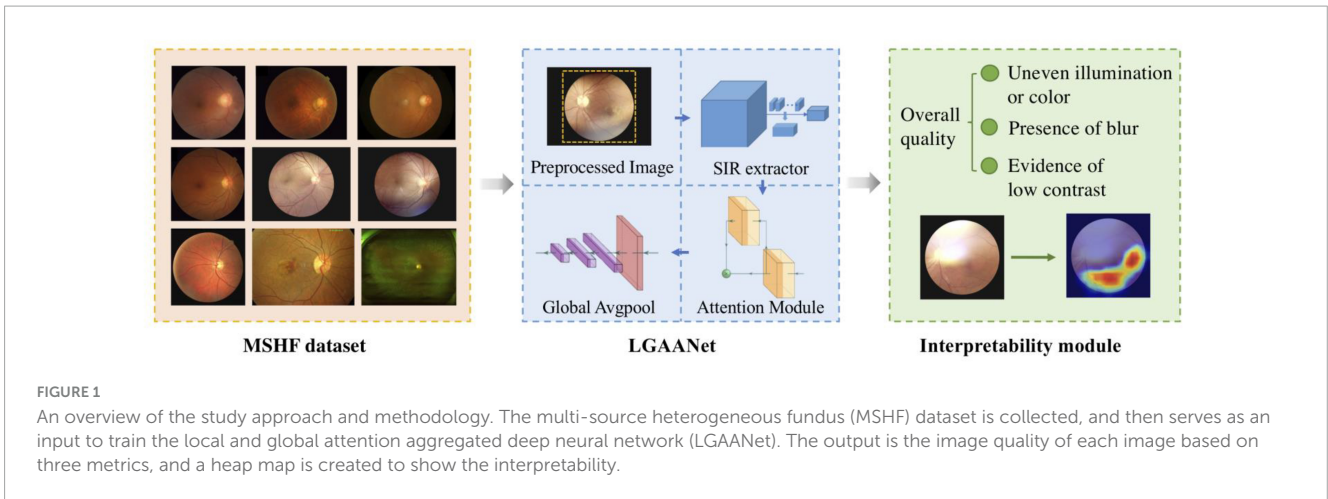 Preprocessed Image
SIR extractor
Global Avgpool
Attention Module
Overall
quality
Uneven illumination
or color
Presence of blur
Evidence of
low contrast
MSHF dataset
LGAANet
Interpretability module
FIGURE 1
An overview of the study approach and methodology. The multi-source heterogeneous fundus (MSHF) dataset is collected, and then serves as an
input to train the local and global attention aggregated deep neural network (LGAANet). The output is the image quality of each image based on
three metrics, and a heap map is created to show the interpretability.